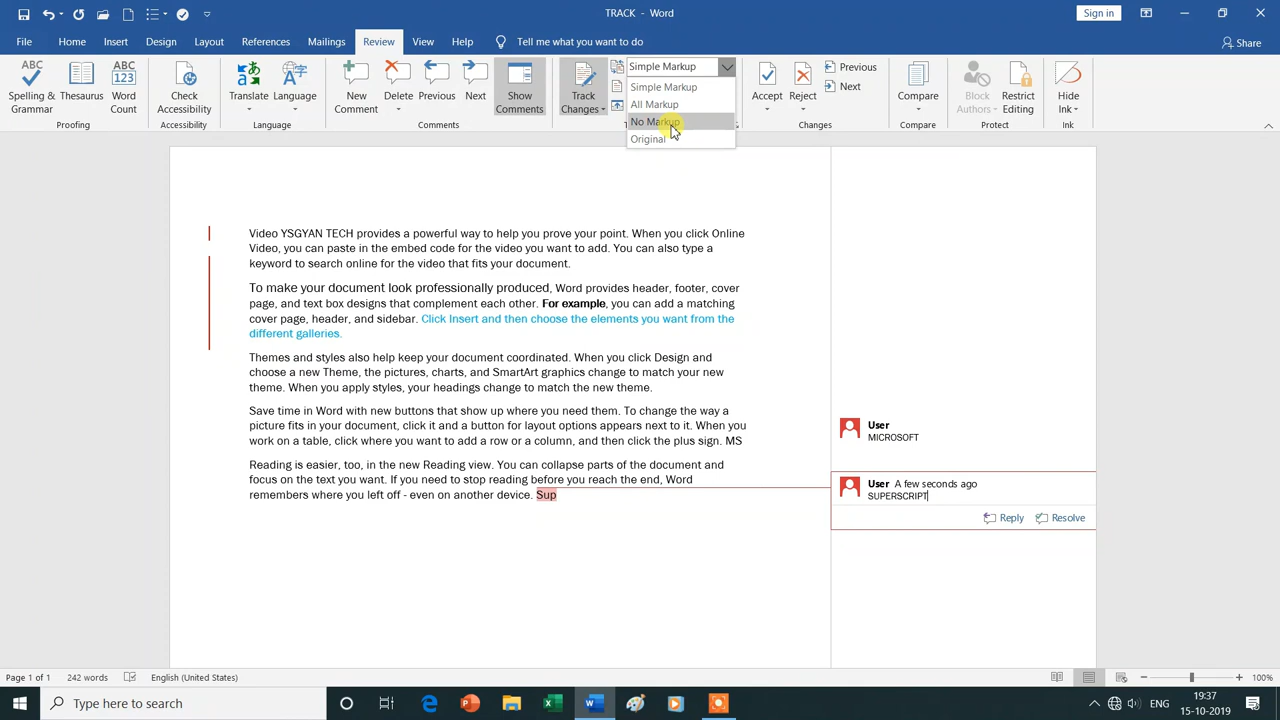 TRACK - Word
Sign in
File Home Insert Design Layout References Mailings Review View Help Tell me what you want to do
Share
ABC
Spelling & Grammar
Thesaurus
ABC
123
Word Count
Check Accessibility
Translate
Language
New Comment
Delete
Previous
Next
Show Comments
Track Changes
Simple Markup
Simple Markup
All Markup
No Markup
Original
Accept
Reject
Previous
Next
Compare
Block Authors
Restrict Editing
Hide Ink
Proofing
Accessibility
Language
Comments
Changes
Compare
Protect
Ink
Video YSGYAN TECH provides a powerful way to help you prove your point. When you click Online
Video, you can paste in the embed code for the video you want to add. You can also type a
keyword to search online for the video that fits your document.
To make your document look professionally produced, Word provides header, footer, cover
page, and text box designs that complement each other. For example, you can add a matching
cover page, header, and sidebar. Click Insert and then choose the elements you want from the
different galleries.
Themes and styles also help keep your document coordinated. When you click Design and
choose a new Theme, the pictures, charts, and SmartArt graphics change to match your new
theme. When you apply styles, your headings change to match the new theme.
Save time in Word with new buttons that show up where you need them. To change the way a
picture fits in your document, click it and a button for layout options appears next to it. When you
work on a table, click where you want to add a row or a column, and then click the plus sign. MS
Reading is easier, too, in the new Reading view. You can collapse parts of the document and
focus on the text you want. If you need to stop reading before you reach the end, Word
remembers where you left off - even on another device. Sup
User
MICROSOFT
User A few seconds ago
SUPERSCRIPT
Reply Resolve
Page 1 of 1 242 words English (United States)
100%
Type here to search
ENG
19:37
15-10-2019